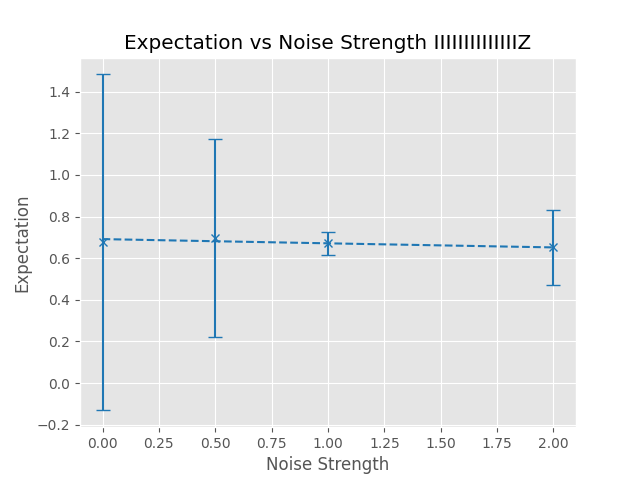 Expectation vs Noise Strength IIIIIIIIIIIIIIZ
1.4
1.2
1.0
0.8
0.6
0.4
0.2
0.0
−0.2
Expectation
0.00 0.25 0.50 0.75 1.00 1.25 1.50 1.75 2.00
Noise Strength